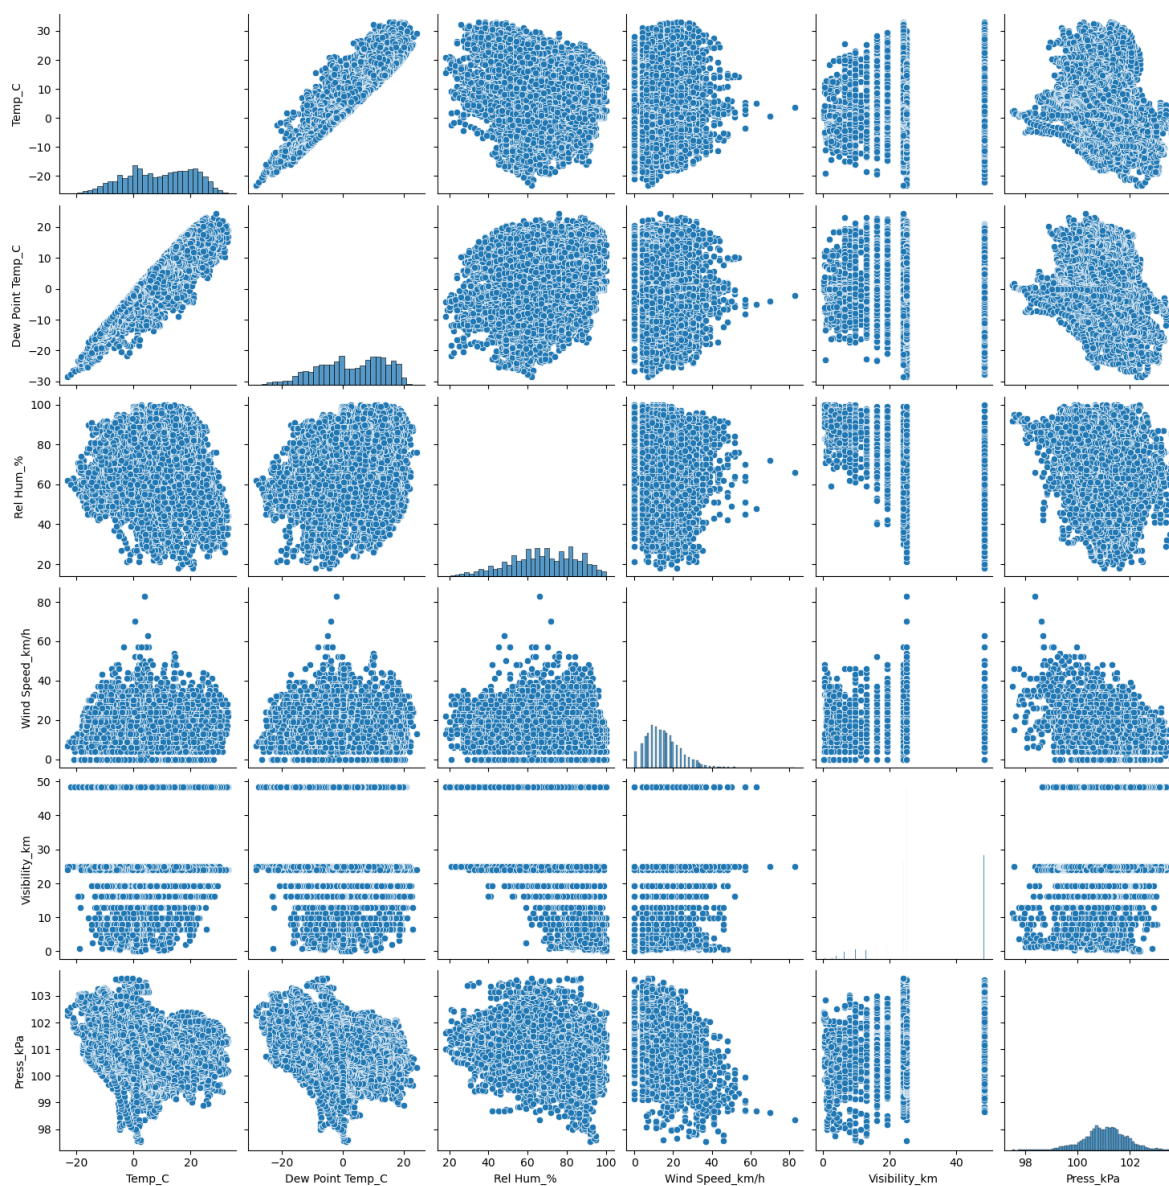 30
20
10
0
−10
−20
Temp_C
20
10
0
−10
−20
−30
Dew Point Temp_C
100
80
60
40
20
Rel Hum_%
80
60
40
20
0
Wind Speed_km/h
50
40
30
20
10
0
Visibility_km
103
102
101
100
99
98
Press_kPa
−20 0 20
−20 0 20
20 40 60 80 100
0 20 40 60 80
0 20 40
98 100 102
Temp_C Dew Point Temp_C Rel Hum_% Wind Speed_km/h Visibility_km Press_kPa